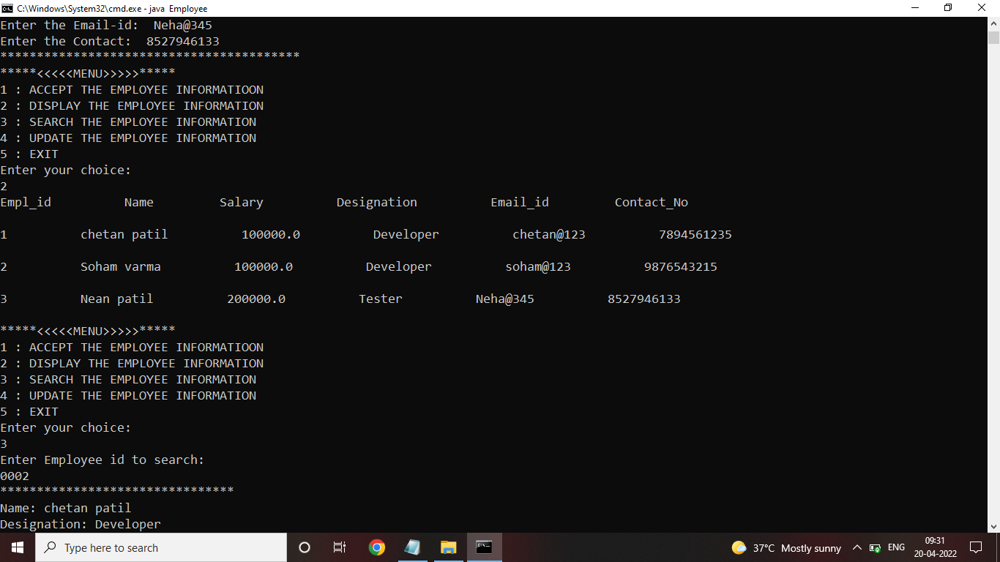 C:\Windows\System32\cmd.exe - java  Employee
Enter the Email-id:  Neha@345
Enter the Contact:  8527946133
*****************************************
*****<<<<<MENU>>>>>*****
1 : ACCEPT THE EMPLOYEE INFORMATIOON
2 : DISPLAY THE EMPLOYEE INFORMATION
3 : SEARCH THE EMPLOYEE INFORMATION
4 : UPDATE THE EMPLOYEE INFORMATION
5 : EXIT
Enter your choice:
2
Empl_id          Name         Salary          Designation          Email_id         Contact_No
1          chetan patil          100000.0          Developer          chetan@123          7894561235
2          Soham varma          100000.0          Developer          soham@123          9876543215
3          Nean patil          200000.0          Tester          Neha@345          8527946133
*****<<<<<MENU>>>>>*****
1 : ACCEPT THE EMPLOYEE INFORMATIOON
2 : DISPLAY THE EMPLOYEE INFORMATION
3 : SEARCH THE EMPLOYEE INFORMATION
4 : UPDATE THE EMPLOYEE INFORMATION
5 : EXIT
Enter your choice:
3
Enter Employee id to search:
0002
********************************
Name: chetan patil
Designation: Developer
Type here to search
37°C  Mostly sunny
ENG
09:31
20-04-2022